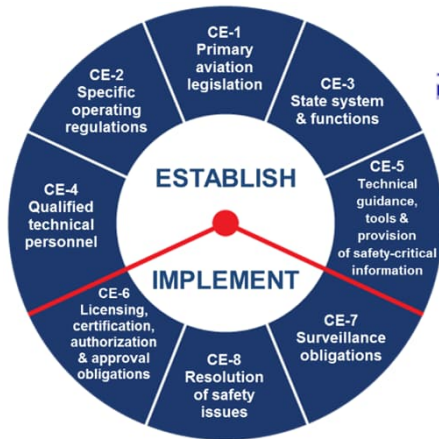 CE-1
Primary
aviation
legislation
CE-2
Specific
operating
regulations
CE-3
State system
& functions
CE-4
Qualified
technical
personnel
CE-5
Technical
guidance,
tools &
provision
of safety-critical
information
ESTABLISH
IMPLEMENT
CE-6
Licensing,
certification,
authorization
& approval
obligations
CE-7
Surveillance
obligations
CE-8
Resolution
of safety
issues